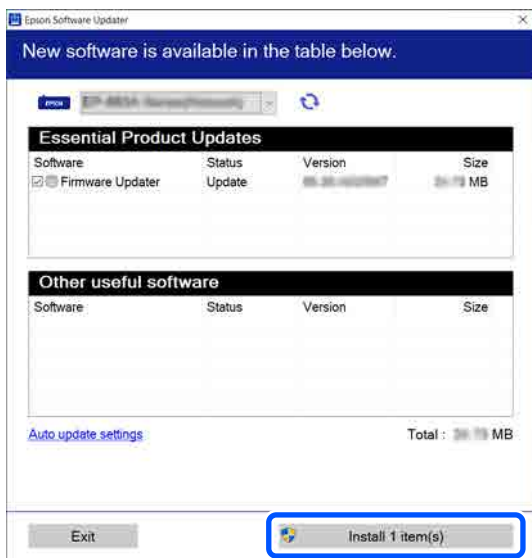 Epson Software Updater
New software is available in the table below.
EPSON
Essential Product Updates
Software Status Version Size
Firmware Updater Update MB
Other useful software
Software Status Version Size
Auto update settings Total : MB
Exit Install 1 item(s)